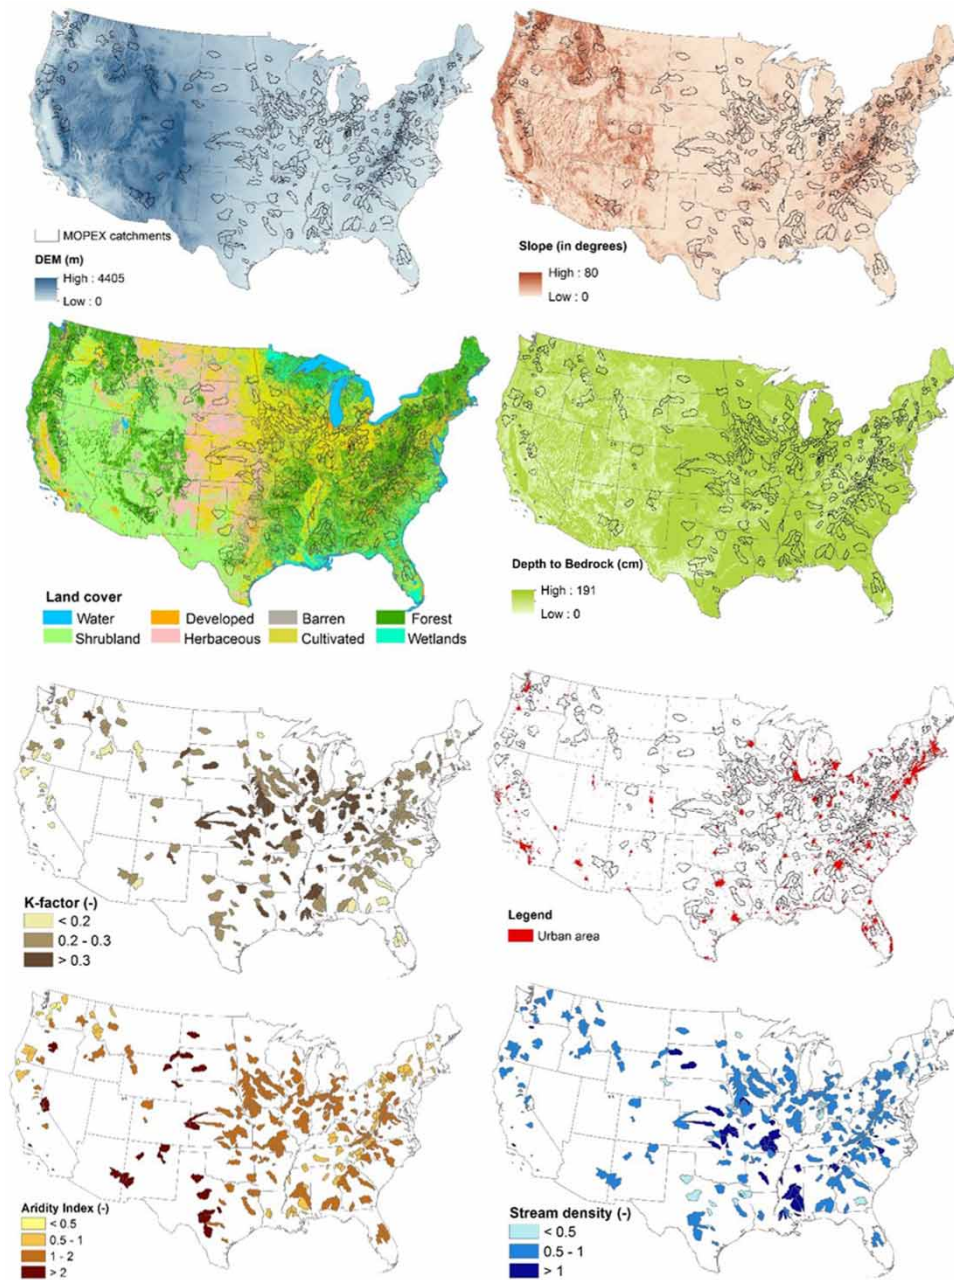 MOPEX catchments
DEM (m)
High : 4405
Low : 0
Slope (in degrees)
High : 80
Low : 0
Land cover
Water
Developed
Barren
Forest
Shrubland
Herbaceous
Cultivated
Wetlands
Depth to Bedrock (cm)
High : 191
Low : 0
K-factor (-)
< 0.2
0.2 - 0.3
> 0.3
Legend
Urban area
Aridity Index (-)
< 0.5
0.5 - 1
1 - 2
> 2
Stream density (-)
< 0.5
0.5 - 1
> 1